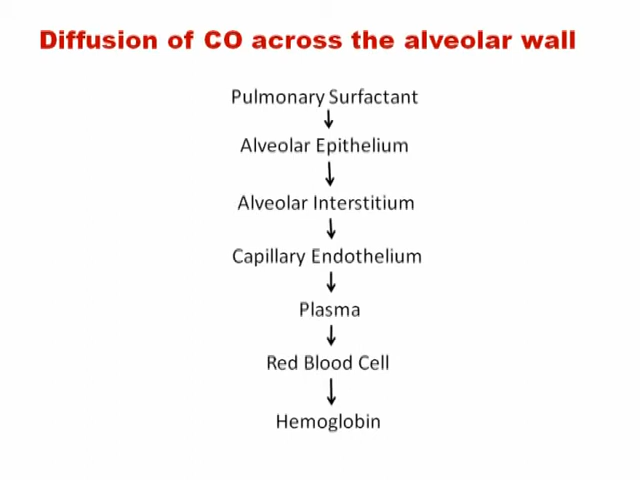 Diffusion of CO across the alveolar wall
Pulmonary Surfactant
Alveolar Epithelium
Alveolar Interstitium
Capillary Endothelium
Plasma
Red Blood Cell
Hemoglobin